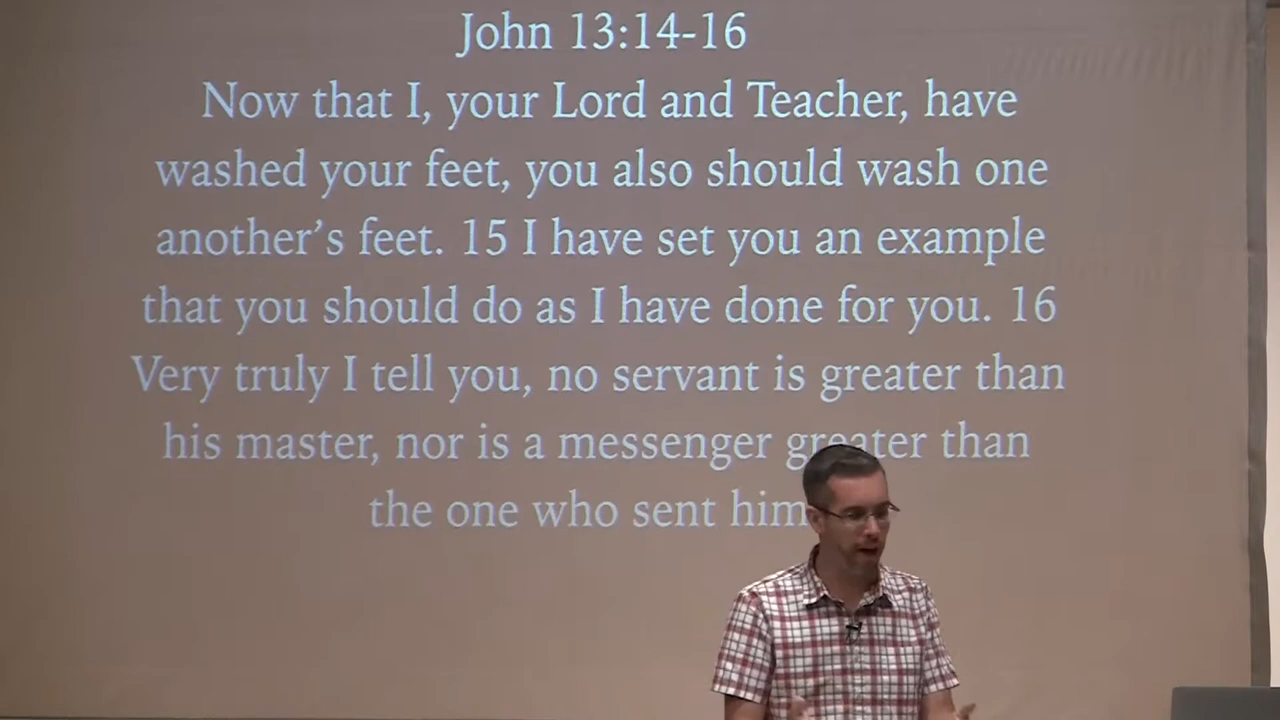 John 13:14-16
Now that I, your Lord and Teacher, have
washed your feet, you also should wash one
another’s feet. 15 I have set you an example
that you should do as I have done for you. 16
Very truly I tell you, no servant is greater than
his master, nor is a messenger greater than
the one who sent him